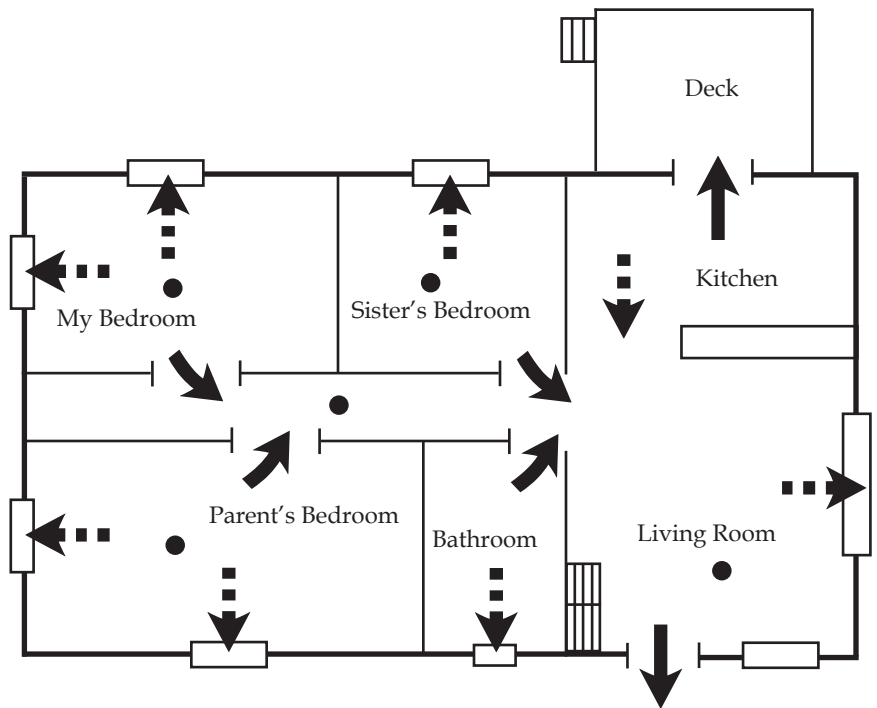 Deck
Kitchen
My Bedroom
Sister's Bedroom
Parent's Bedroom
Bathroom
Living Room